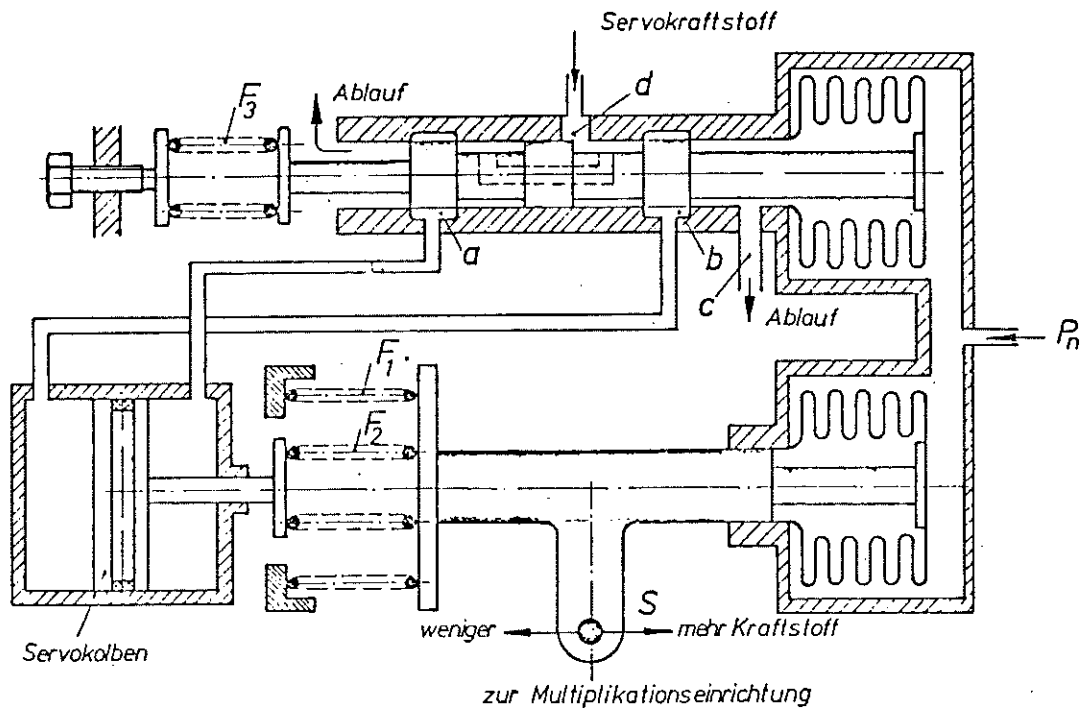 Servokraftstoff
Ablauf
F3
d
a
b
c
Ablauf
Pn
F1
F2
S
weniger
mehr Kraftstoff
Servokolben
zur Multiplikationseinrichtung